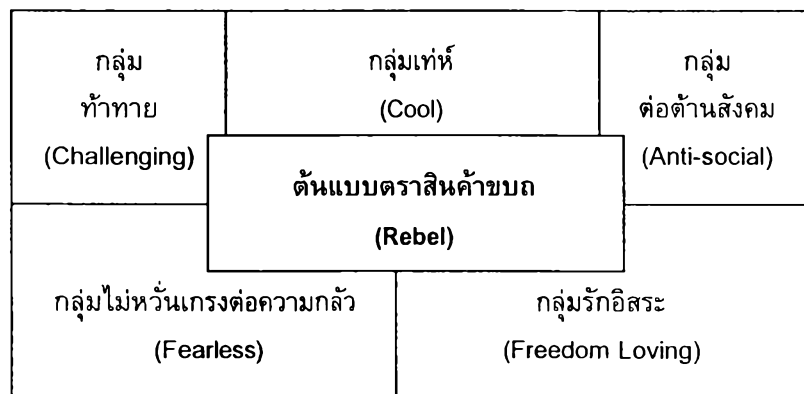 กลุ่ม
ท้าทาย
(Challenging)
กลุ่มเท่ห์
(Cool)
กลุ่ม
ต่อต้านสังคม
(Anti-social)
ต้นแบบตราสินค้าขบถ
(Rebel)
กลุ่มไม่หวั่นเกรงต่อความกลัว
(Fearless)
กลุ่มรักอิสระ
(Freedom Loving)